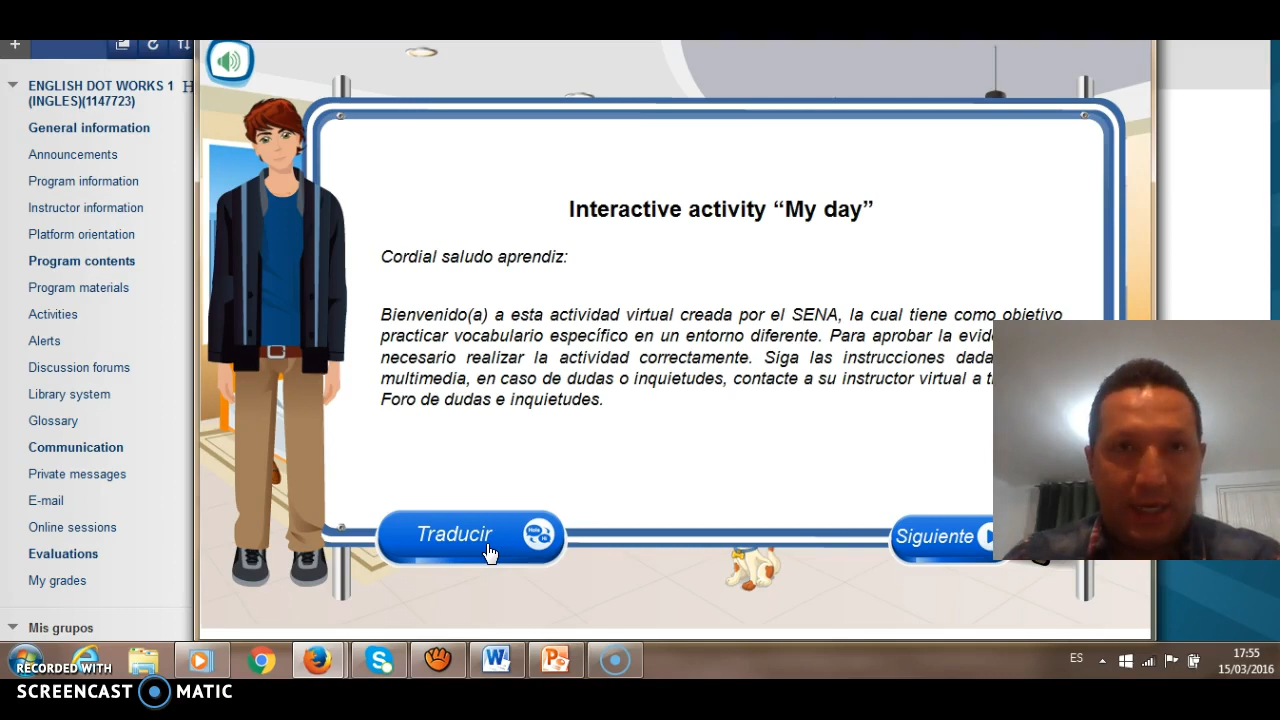 ENGLISH DOT WORKS 1
(INGLES)(1147723)
General information
Announcements
Program information
Instructor information
Platform orientation
Program contents
Program materials
Activities
Alerts
Discussion forums
Library system
Glossary
Communication
Private messages
E-mail
Online sessions
Evaluations
My grades
Mis grupos
Interactive activity “My day”
Cordial saludo aprendiz:
Bienvenido(a) a esta actividad virtual creada por el SENA, la cual tiene como objetivo
practicar vocabulario específico en un entorno diferente. Para aprobar la
necesario realizar la actividad correctamente. Siga las instrucciones
multimedia, en caso de dudas o inquietudes, contacte a su instructor virtual a
Foro de dudas e inquietudes.
Traducir
Hola
Hi
Siguiente
ES
17:55
15/03/2016
RECORDED WITH
SCREENCAST MATIC